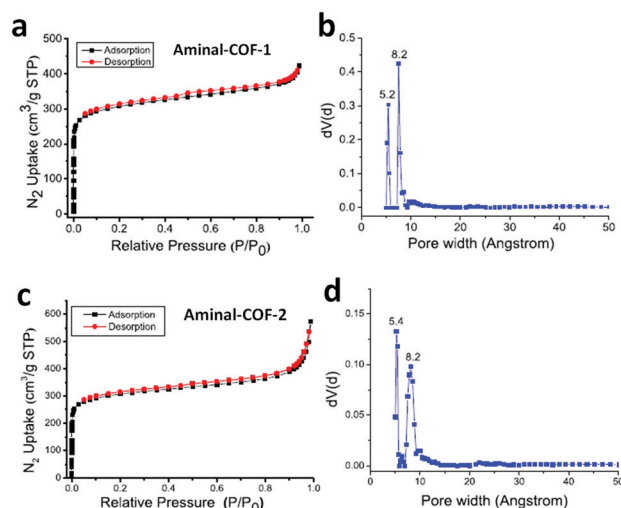 a
Aminal-COF-1
Adsorption
Desorption
500
400
300
200
100
0
0.0 0.2 0.4 0.6 0.8 1.0
N2 Uptake (cm3/g STP)
Relative Pressure (P/P0)
b
8.2
5.2
0.5
0.4
0.3
0.2
0.1
0.0
0 10 20 30 40 50
dV(d)
Pore width (Angstrom)
c
Aminal-COF-2
Adsorption
Desorption
600
500
400
300
200
100
0
0.0 0.2 0.4 0.6 0.8 1.0
N2 Uptake (cm3/g STP)
Relative Pressure (P/P0)
d
5.4
8.2
0.15
0.10
0.05
0.00
0 10 20 30 40 50
dV(d)
Pore width (Angstrom)